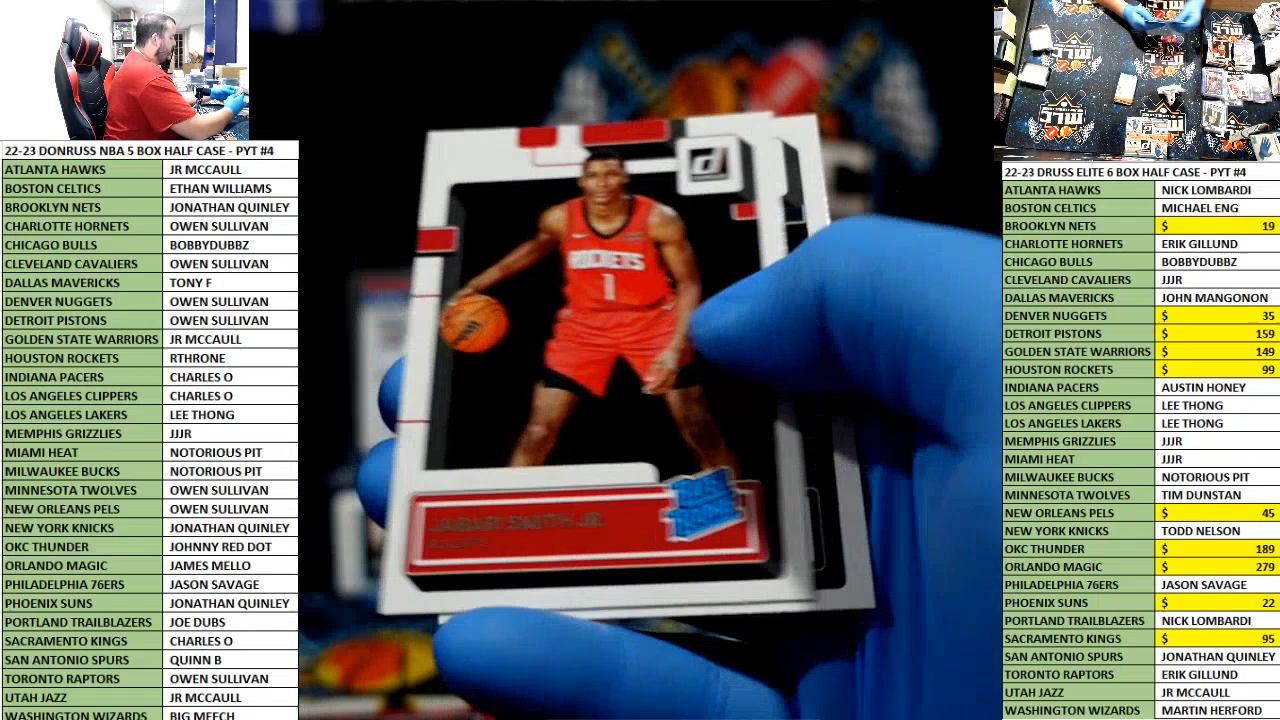 22-23 DONRUSS NBA 5 BOX HALF CASE - PYT #4
ATLANTA HAWKS JR MCCAULL
BOSTON CELTICS ETHAN WILLIAMS
BROOKLYN NETS JONATHAN QUINLEY
CHARLOTTE HORNETS OWEN SULLIVAN
CHICAGO BULLS BOBBYDUBBZ
CLEVELAND CAVALIERS OWEN SULLIVAN
DALLAS MAVERICKS TONY F
DENVER NUGGETS OWEN SULLIVAN
DETROIT PISTONS OWEN SULLIVAN
GOLDEN STATE WARRIORS JR MCCAULL
HOUSTON ROCKETS RTHRONE
INDIANA PACERS CHARLES O
LOS ANGELES CLIPPERS CHARLES O
LOS ANGELES LAKERS LEE THONG
MEMPHIS GRIZZLIES JJJR
MIAMI HEAT NOTORIOUS PIT
MILWAUKEE BUCKS NOTORIOUS PIT
MINNESOTA TWOLVES OWEN SULLIVAN
NEW ORLEANS PELS OWEN SULLIVAN
NEW YORK KNICKS JONATHAN QUINLEY
OKC THUNDER JOHNNY RED DOT
ORLANDO MAGIC JAMES MELLO
PHILADELPHIA 76ERS JASON SAVAGE
PHOENIX SUNS JONATHAN QUINLEY
PORTLAND TRAILBLAZERS JOE DUBS
SACRAMENTO KINGS CHARLES O
SAN ANTONIO SPURS QUINN B
TORONTO RAPTORS OWEN SULLIVAN
UTAH JAZZ JR MCCAULL
WASHINGTON WIZARDS BIG MEECH
d
ROCKETS
1
JABARI SMITH JR.
ROCKETS
RATED ROOKIE
22-23 DRUSS ELITE 6 BOX HALF CASE - PYT #4
ATLANTA HAWKS NICK LOMBARDI
BOSTON CELTICS MICHAEL ENG
BROOKLYN NETS $ 19
CHARLOTTE HORNETS ERIK GILLUND
CHICAGO BULLS BOBBYDUBBZ
CLEVELAND CAVALIERS JJJR
DALLAS MAVERICKS JOHN MANGONON
DENVER NUGGETS $ 35
DETROIT PISTONS $ 159
GOLDEN STATE WARRIORS $ 149
HOUSTON ROCKETS $ 99
INDIANA PACERS AUSTIN HONEY
LOS ANGELES CLIPPERS LEE THONG
LOS ANGELES LAKERS LEE THONG
MEMPHIS GRIZZLIES JJJR
MIAMI HEAT JJJR
MILWAUKEE BUCKS NOTORIOUS PIT
MINNESOTA TWOLVES TIM DUNSTAN
NEW ORLEANS PELS $ 45
NEW YORK KNICKS TODD NELSON
OKC THUNDER $ 189
ORLANDO MAGIC $ 279
PHILADELPHIA 76ERS JASON SAVAGE
PHOENIX SUNS $ 22
PORTLAND TRAILBLAZERS NICK LOMBARDI
SACRAMENTO KINGS $ 95
SAN ANTONIO SPURS JONATHAN QUINLEY
TORONTO RAPTORS ERIK GILLUND
UTAH JAZZ JR MCCAULL
WASHINGTON WIZARDS MARTIN HERFORD